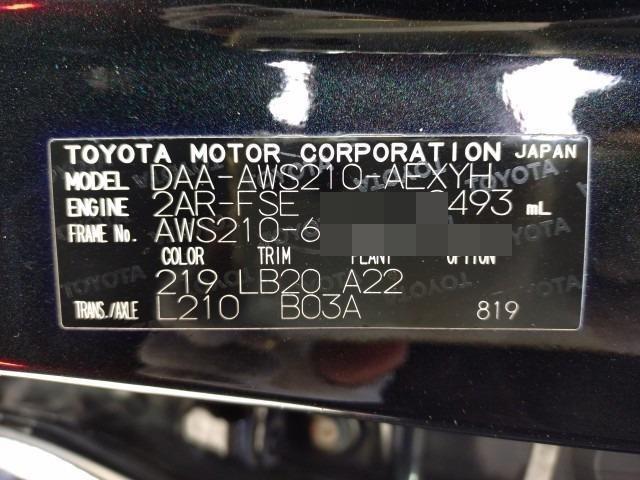 TOYOTA MOTOR CORPORATION JAPAN
MODEL DAA-AWS210-AEXYH
ENGINE 2AR-FSE 493 mL
FRAME No. AWS210-6
COLOR TRIM PLANT OPTION
219 LB20 A22
TRANS./AXLE L210 B03A 819